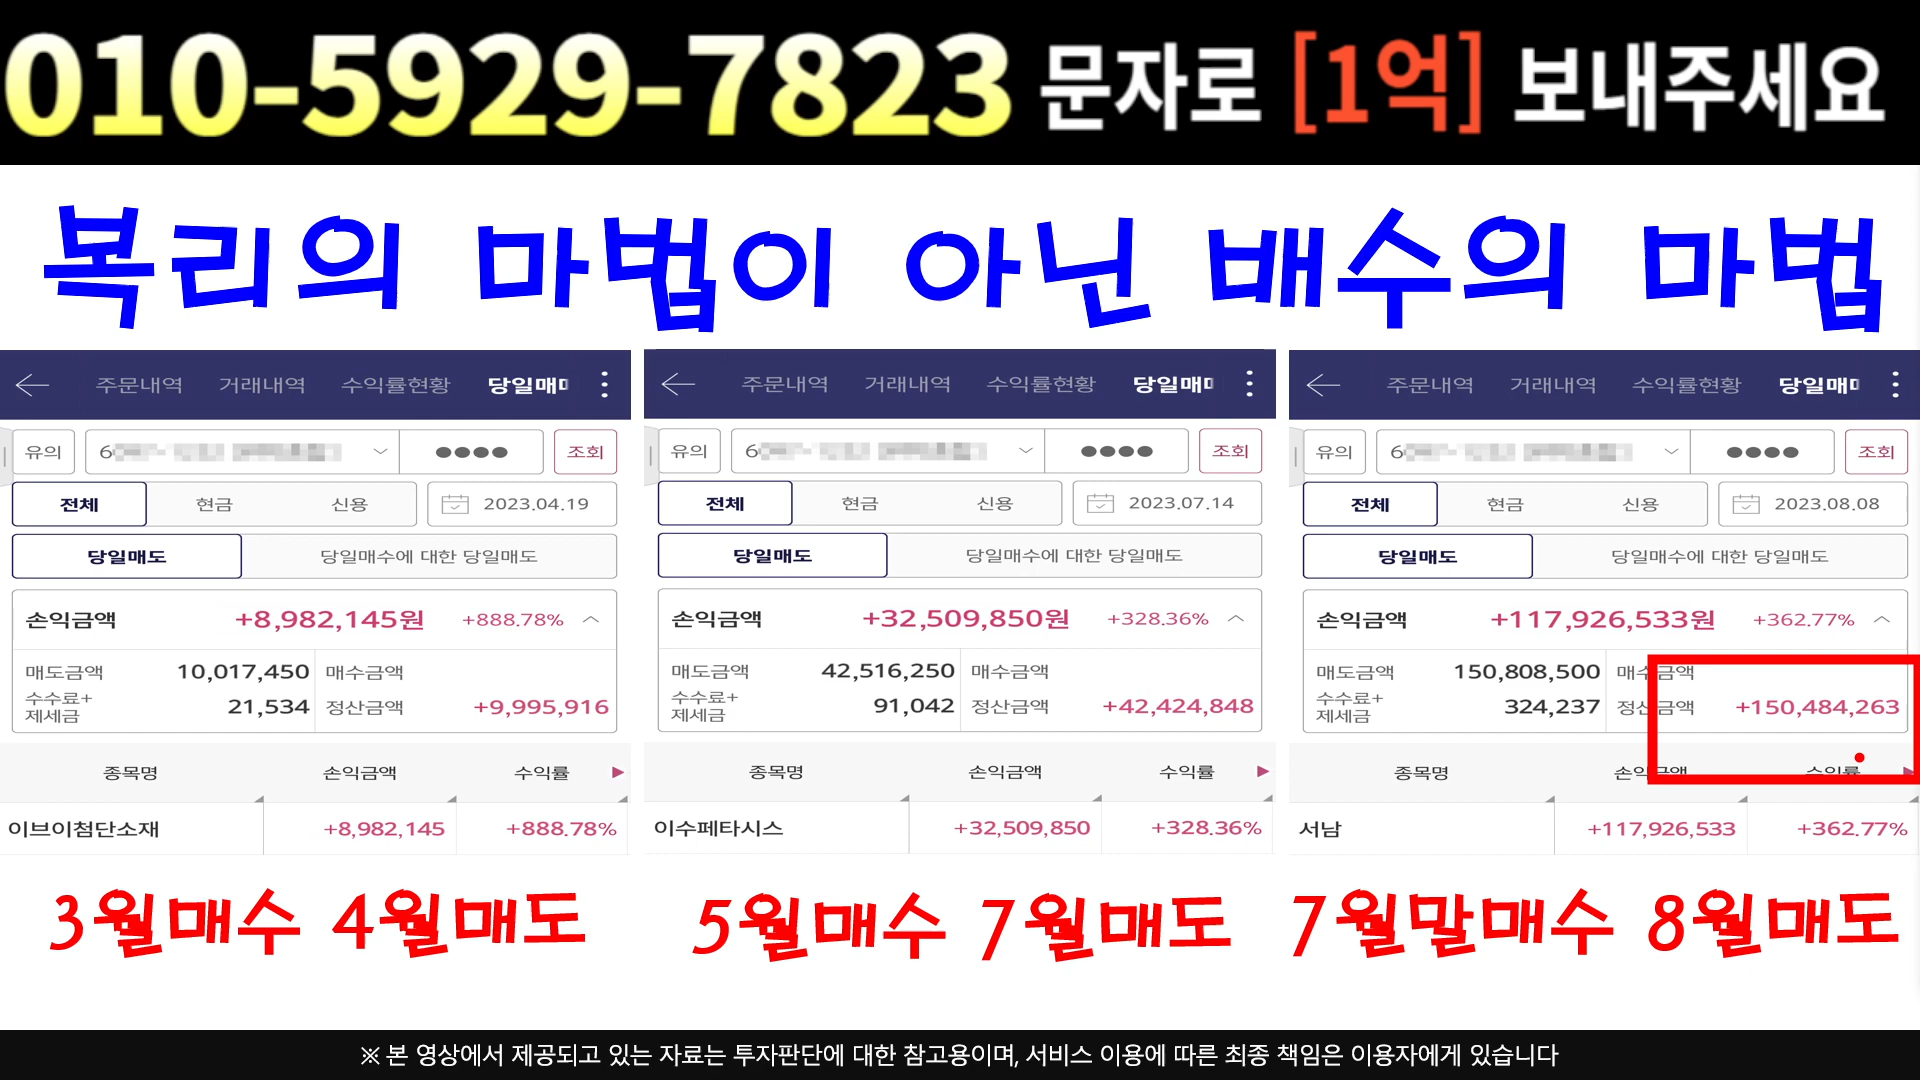 010-5929-7823 문자로 [1억] 보내주세요
복리의 마법이 아닌 배수의 마법
주문내역 거래내역 수익률현황 당일매
유의 6 ●●●● 조회
전체 현금 신용 2023.04.19
당일매도 당일매수에 대한 당일매도
손익금액 +8,982,145원 +888.78%
매도금액 10,017,450 매수금액
수수료+
제세금 21,534 정산금액 +9,995,916
종목명 손익금액 수익률
이브이첨단소재 +8,982,145 +888.78%
3월매수 4월매도
주문내역 거래내역 수익률현황 당일매
유의 6 ●●●● 조회
전체 현금 신용 2023.07.14
당일매도 당일매수에 대한 당일매도
손익금액 +32,509,850원 +328.36%
매도금액 42,516,250 매수금액
수수료+
제세금 91,042 정산금액 +42,424,848
종목명 손익금액 수익률
이수페타시스 +32,509,850 +328.36%
5월매수 7월매도
주문내역 거래내역 수익률현황 당일매
유의 6 ●●●● 조회
전체 현금 신용 2023.08.08
당일매도 당일매수에 대한 당일매도
손익금액 +117,926,533원 +362.77%
매도금액 150,808,500 매수금액
수수료+
제세금 324,237 정산금액 +150,484,263
종목명 손익금액 수익률
서남 +117,926,533 +362.77%
7월말매수 8월매도
※ 본 영상에서 제공되고 있는 자료는 투자판단에 대한 참고용이며, 서비스 이용에 따른 최종 책임은 이용자에게 있습니다